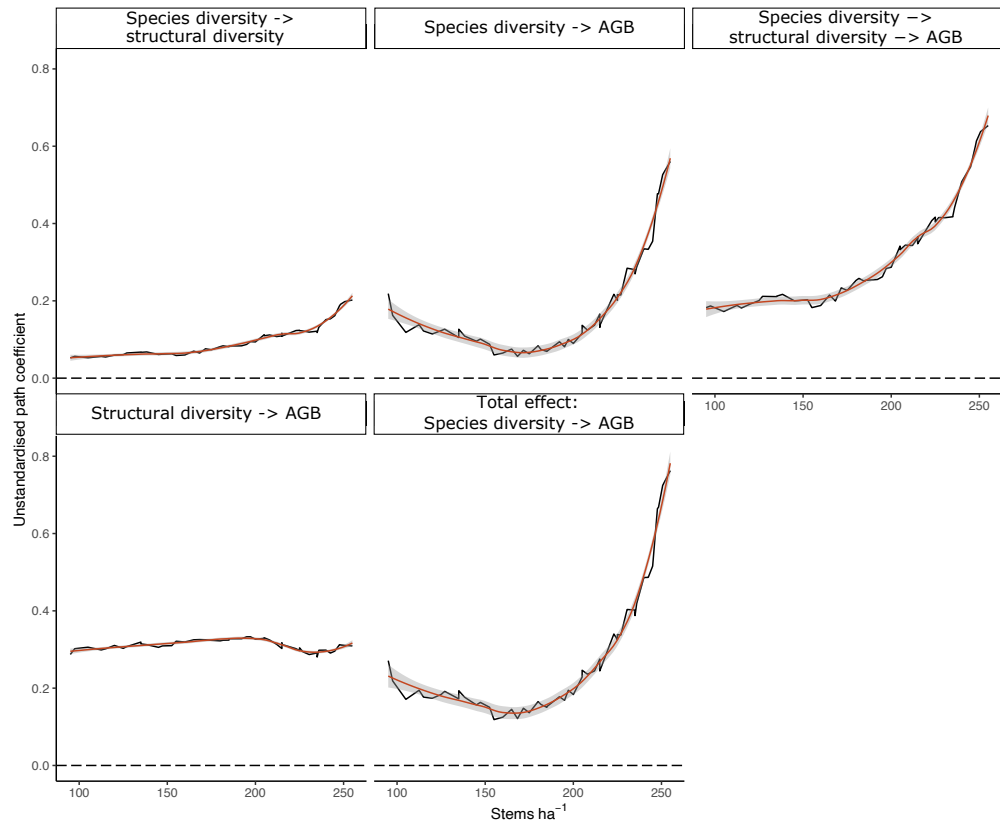 Species diversity ->
structural diversity
Species diversity -> AGB
Species diversity −>
structural diversity −> AGB
0.8
0.6
0.4
0.2
0.0
100 150 200 250
Structural diversity -> AGB
Total effect:
Species diversity -> AGB
0.8
0.6
0.4
0.2
0.0
100 150 200 250
100 150 200 250
Unstandardised path coefficient
Stems ha⁻¹